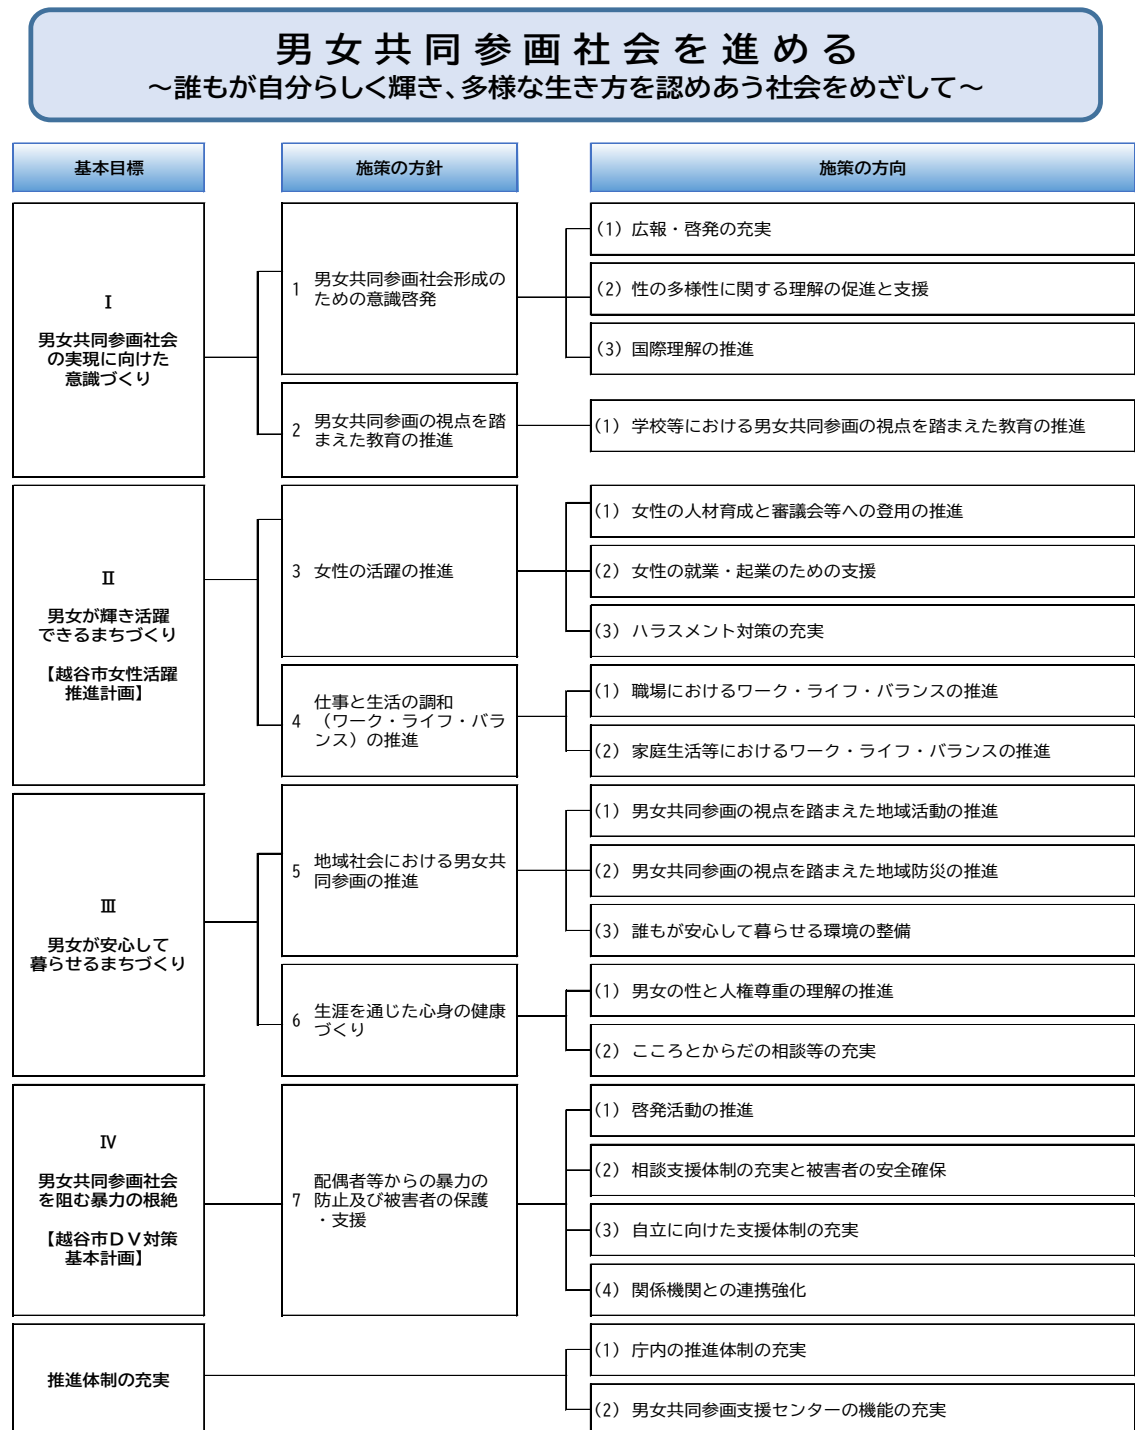 男女共同参画社会を進める
～誰もが自分らしく輝き、多様な生き方を認めあう社会をめざして～
基本目標
施策の方針
施策の方向
Ⅰ
男女共同参画社会
の実現に向けた
意識づくり
1 男女共同参画社会形成の
ための意識啓発
(1) 広報・啓発の充実
(2) 性の多様性に関する理解の促進と支援
(3) 国際理解の推進
2 男女共同参画の視点を踏
まえた教育の推進
(1) 学校等における男女共同参画の視点を踏まえた教育の推進
Ⅱ
男女が輝き活躍
できるまちづくり
【越谷市女性活躍
推進計画】
3 女性の活躍の推進
(1) 女性の人材育成と審議会等への登用の推進
(2) 女性の就業・起業のための支援
(3) ハラスメント対策の充実
4 仕事と生活の調和
（ワーク・ライフ・バラ
ンス）の推進
(1) 職場におけるワーク・ライフ・バランスの推進
(2) 家庭生活等におけるワーク・ライフ・バランスの推進
Ⅲ
男女が安心して
暮らせるまちづくり
5 地域社会における男女共
同参画の推進
(1) 男女共同参画の視点を踏まえた地域活動の推進
(2) 男女共同参画の視点を踏まえた地域防災の推進
(3) 誰もが安心して暮らせる環境の整備
6 生涯を通じた心身の健康
づくり
(1) 男女の性と人権尊重の理解の推進
(2) こころとからだの相談等の充実
Ⅳ
男女共同参画社会
を阻む暴力の根絶
【越谷市ＤＶ対策
基本計画】
7 配偶者等からの暴力の
防止及び被害者の保護
・支援
(1) 啓発活動の推進
(2) 相談支援体制の充実と被害者の安全確保
(3) 自立に向けた支援体制の充実
(4) 関係機関との連携強化
推進体制の充実
(1) 庁内の推進体制の充実
(2) 男女共同参画支援センターの機能の充実